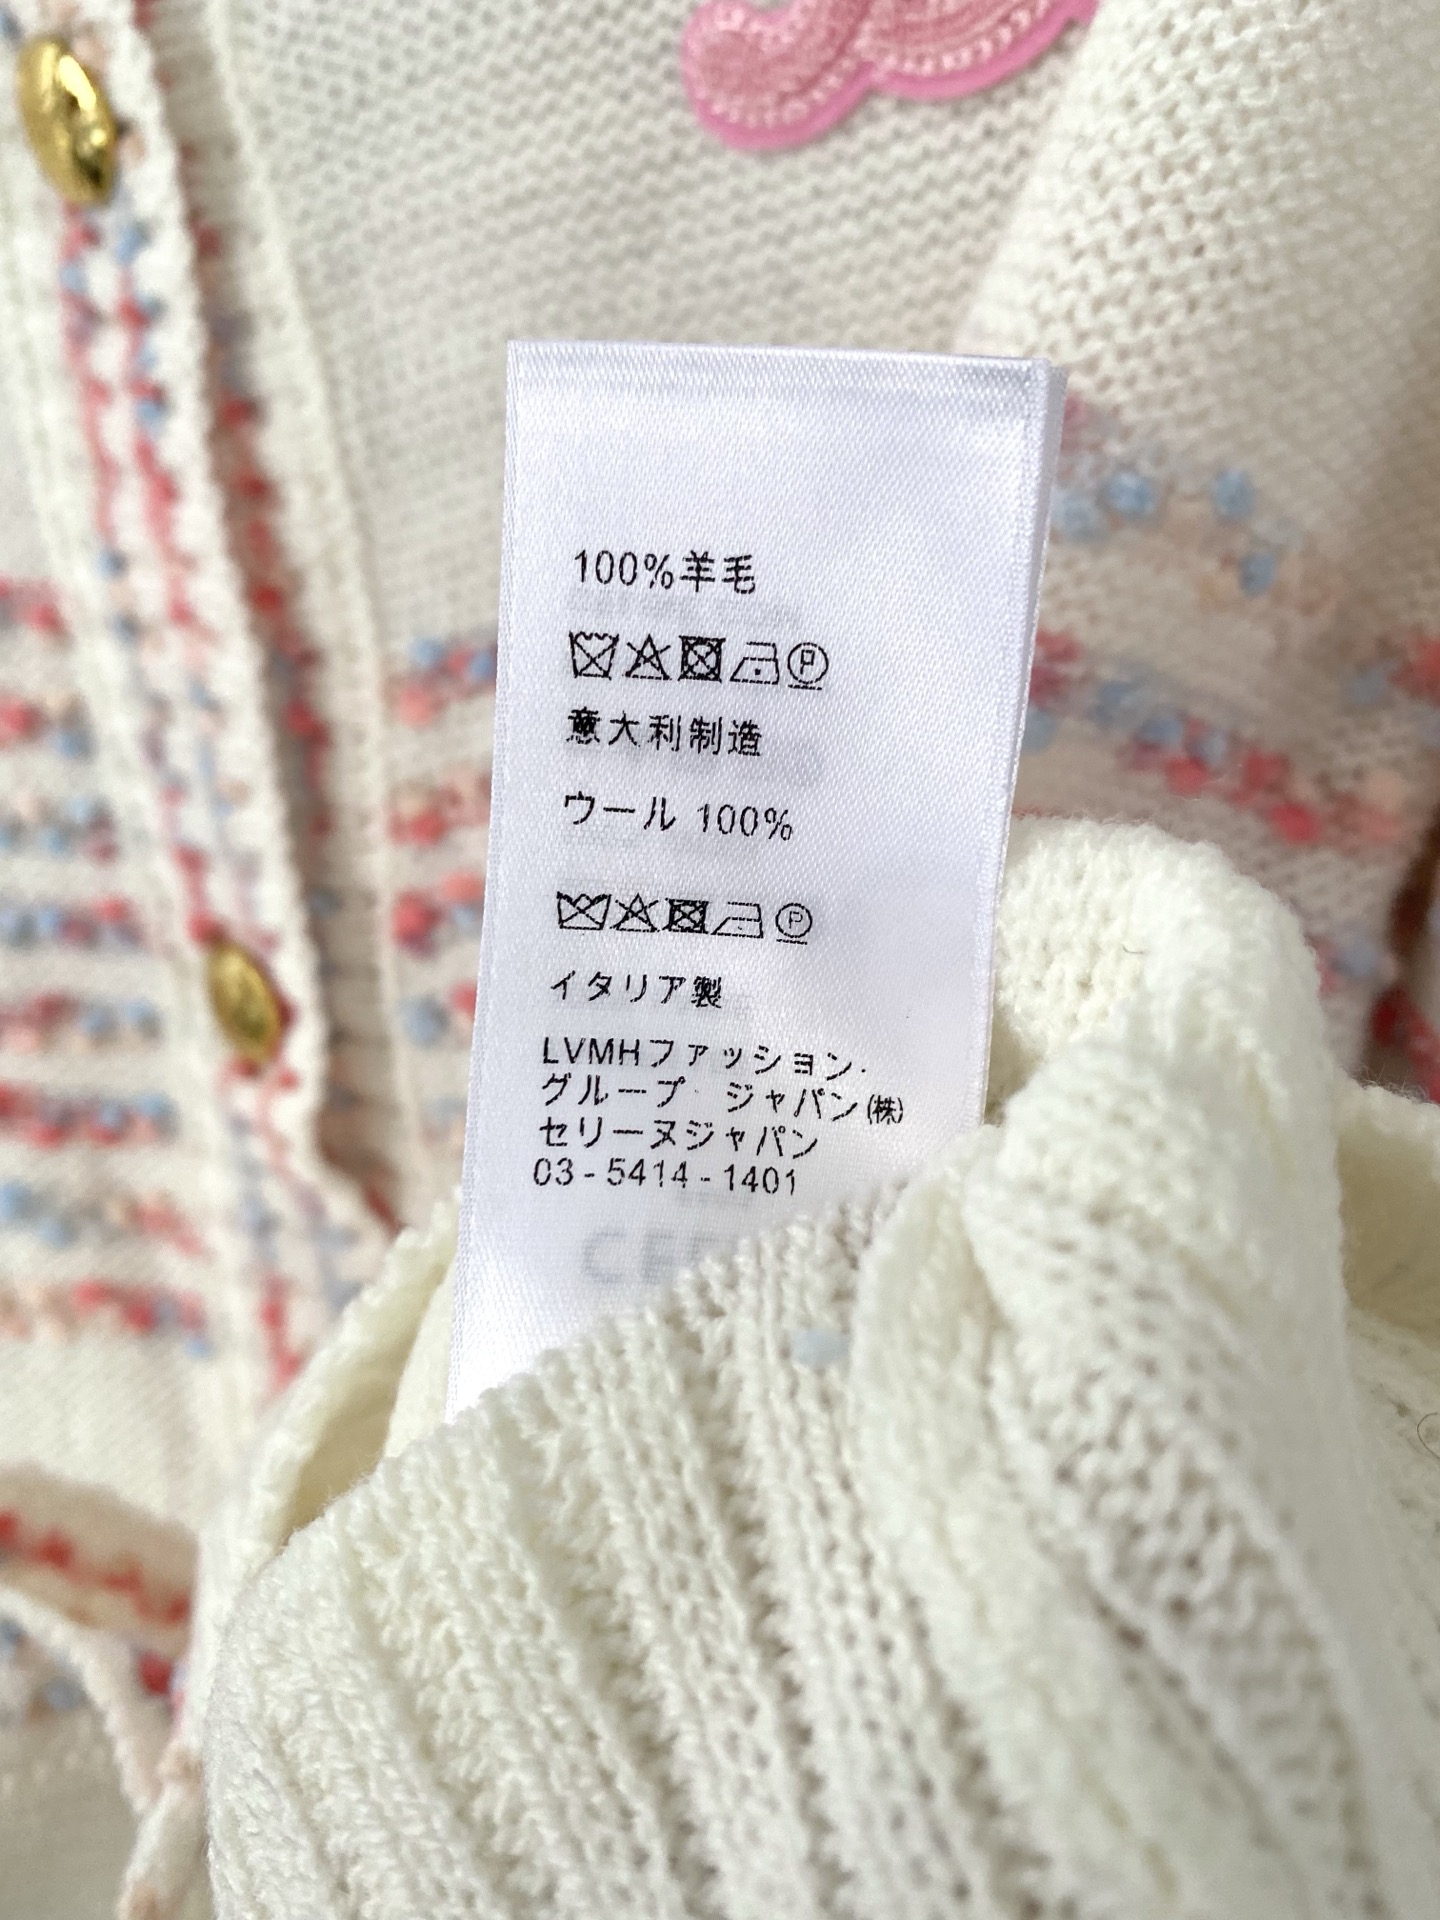 100%羊毛
P
意大利制造
ウール 100%
P
イタリア製
LVMHファッション.
グループ ジャパン(株)
セリーヌジャパン
03-5414-1401